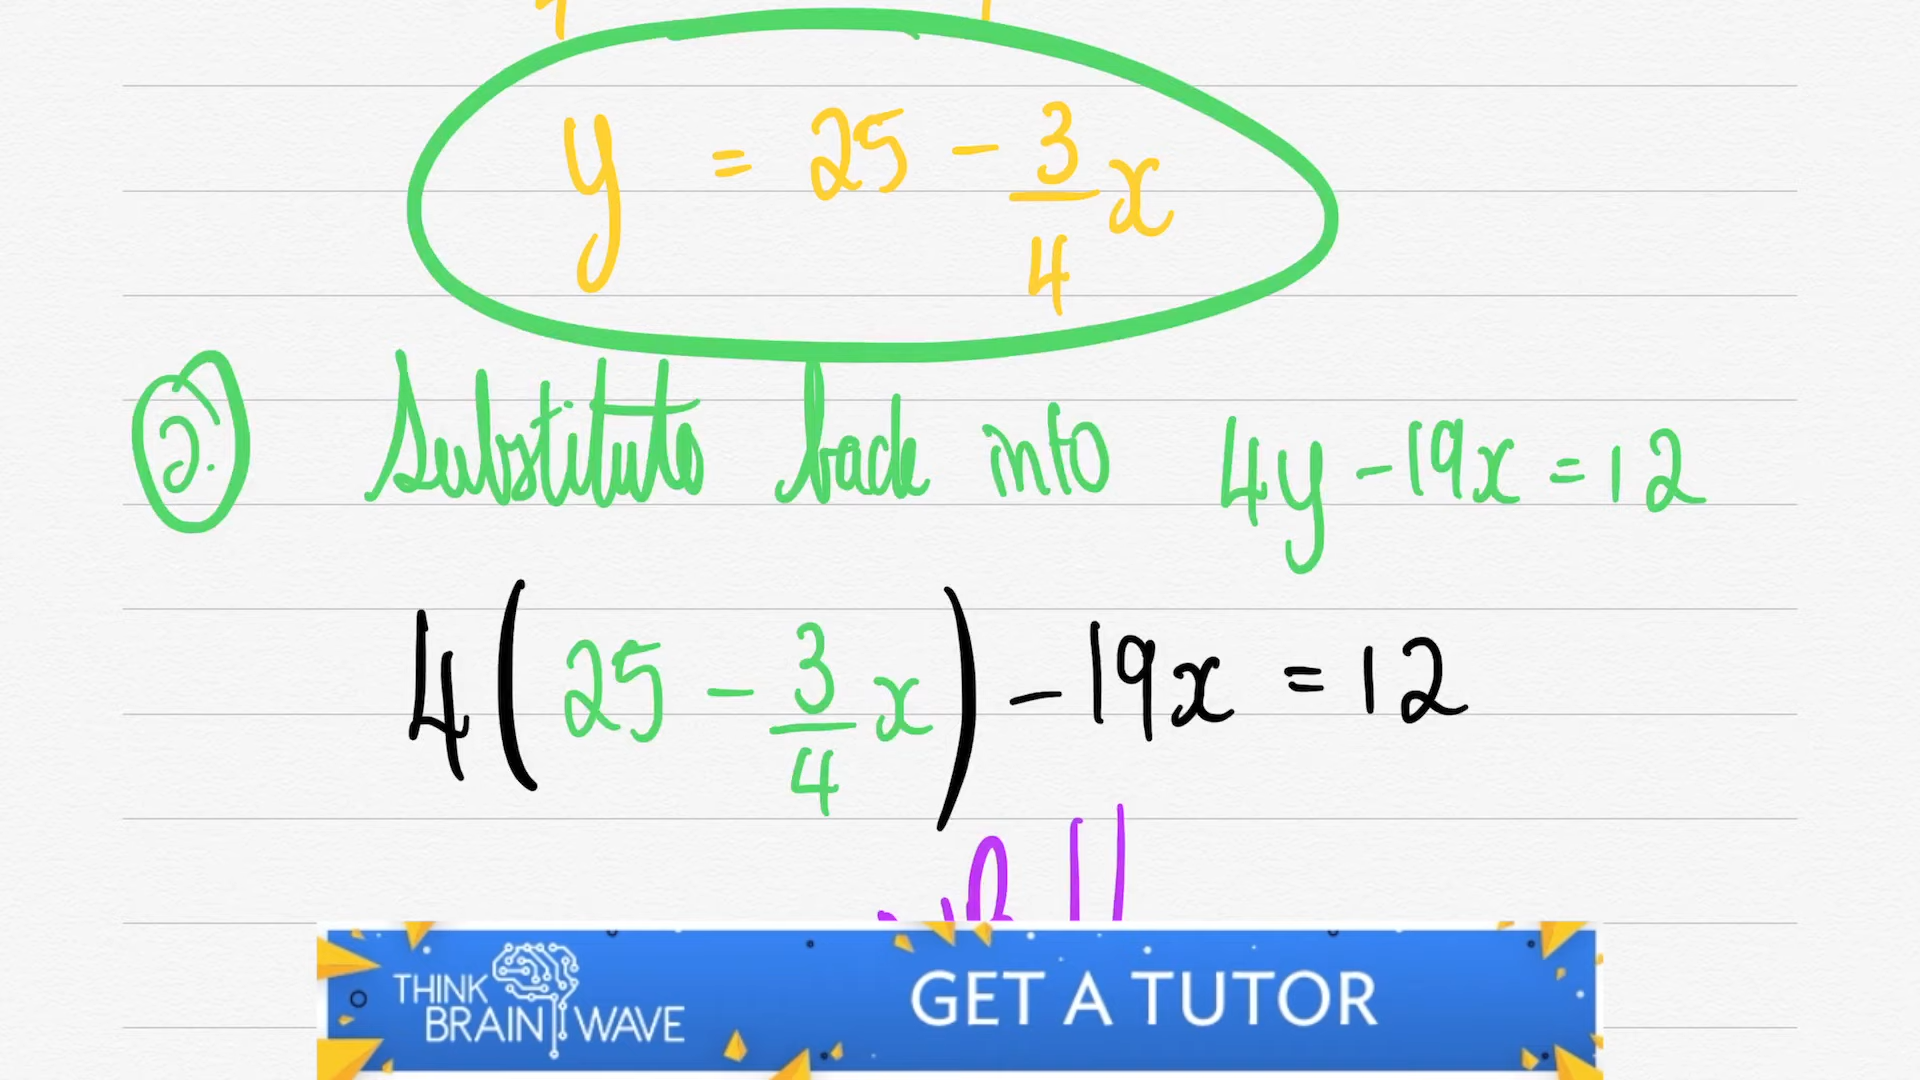 y = 25 - 3/4 x
2. Substitute back into 4y - 19x = 12
4(25 - 3/4 x) - 19x = 12
THINK BRAIN WAVE
GET A TUTOR